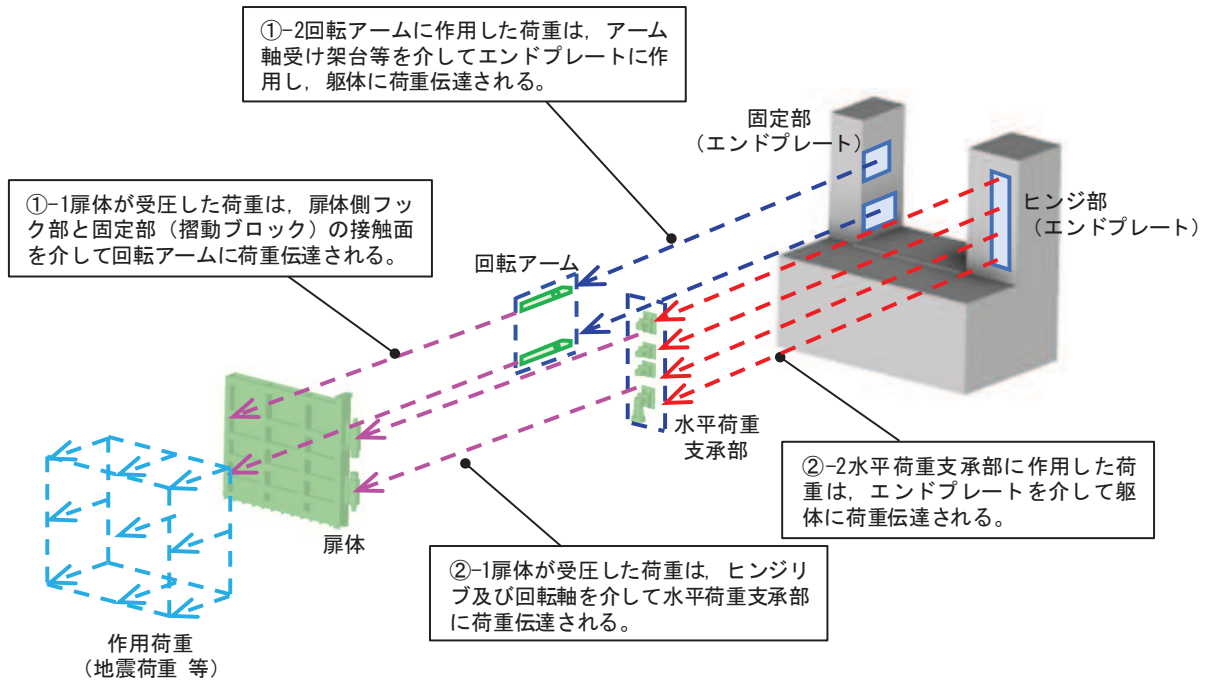 ①-2回転アームに作用した荷重は，アーム
軸受け架台等を介してエンドプレートに作
用し，躯体に荷重伝達される。
固定部
（エンドプレート）
①-1扉体が受圧した荷重は，扉体側フッ
ク部と固定部（摺動ブロック）の接触面
を介して回転アームに荷重伝達される。
ヒンジ部
（エンドプレート）
回転アーム
水平荷重
支承部
②-2水平荷重支承部に作用した荷
重は，エンドプレートを介して躯
体に荷重伝達される。
扉体
②-1扉体が受圧した荷重は，ヒンジリ
ブ及び回転軸を介して水平荷重支承部
に荷重伝達される。
作用荷重
（地震荷重 等）